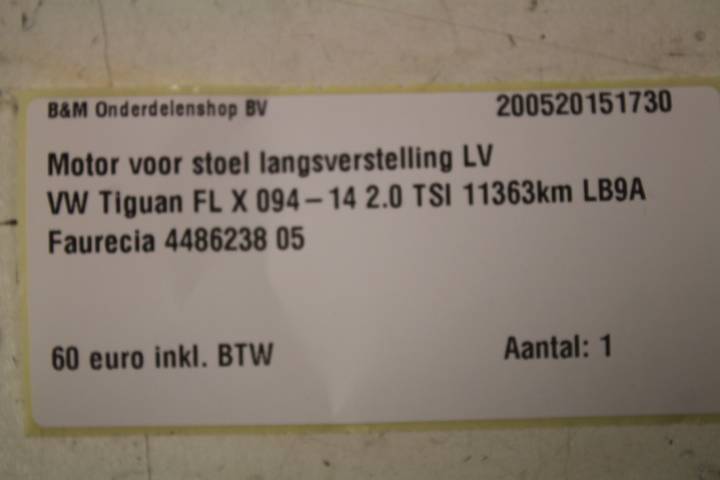 B&M Onderdelenshop BV 200520151730
Motor voor stoel langsverstelling LV
VW Tiguan FL X 094-14 2.0 TSI 11363km LB9A
Faurecia 4486238 05
60 euro inkl. BTW Aantal: 1